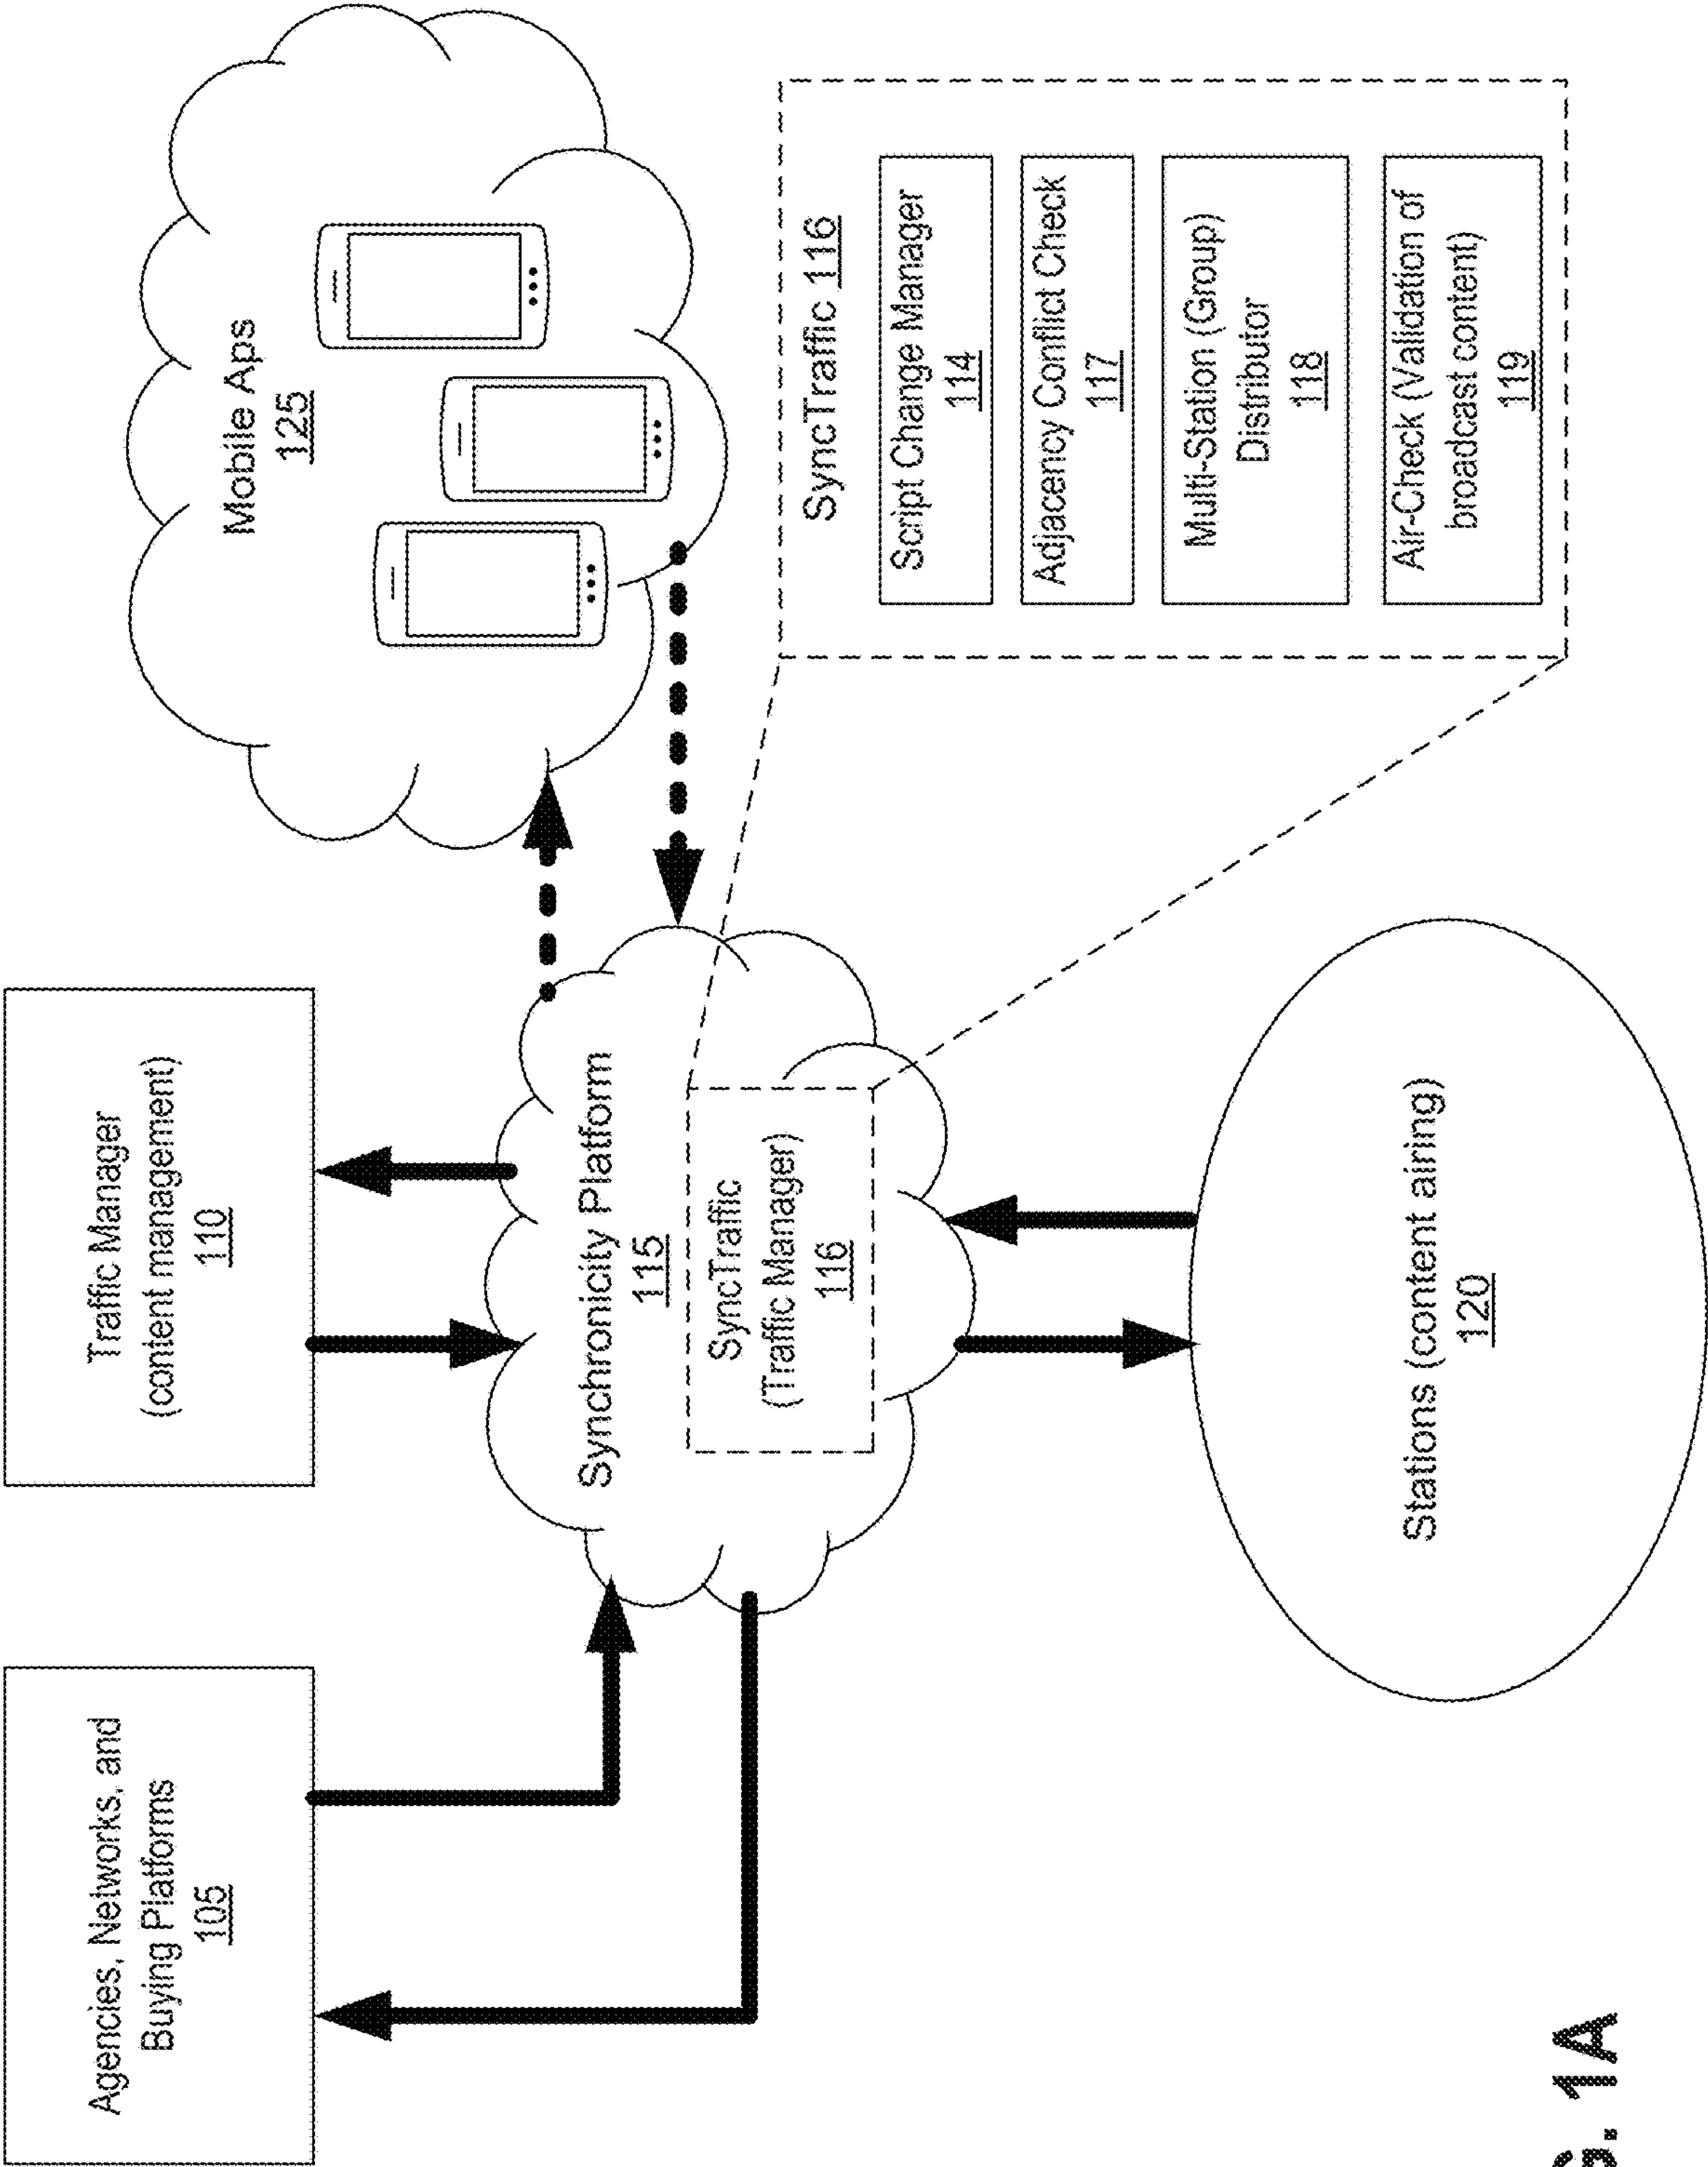 Agencies, Networks, and
Buying Platforms
105
Traffic Manager
(content management)
110
Mobile Aps
125
Synchronicity Platform
115
SyncTraffic
(Traffic Manager)
116
SyncTraffic 116
Script Change Manager
114
Adjacency Conflict Check
117
Multi-Station (Group)
Distributor
118
Air-Check (Validation of
broadcast content)
119
Stations (content airing)
120
G. 1A